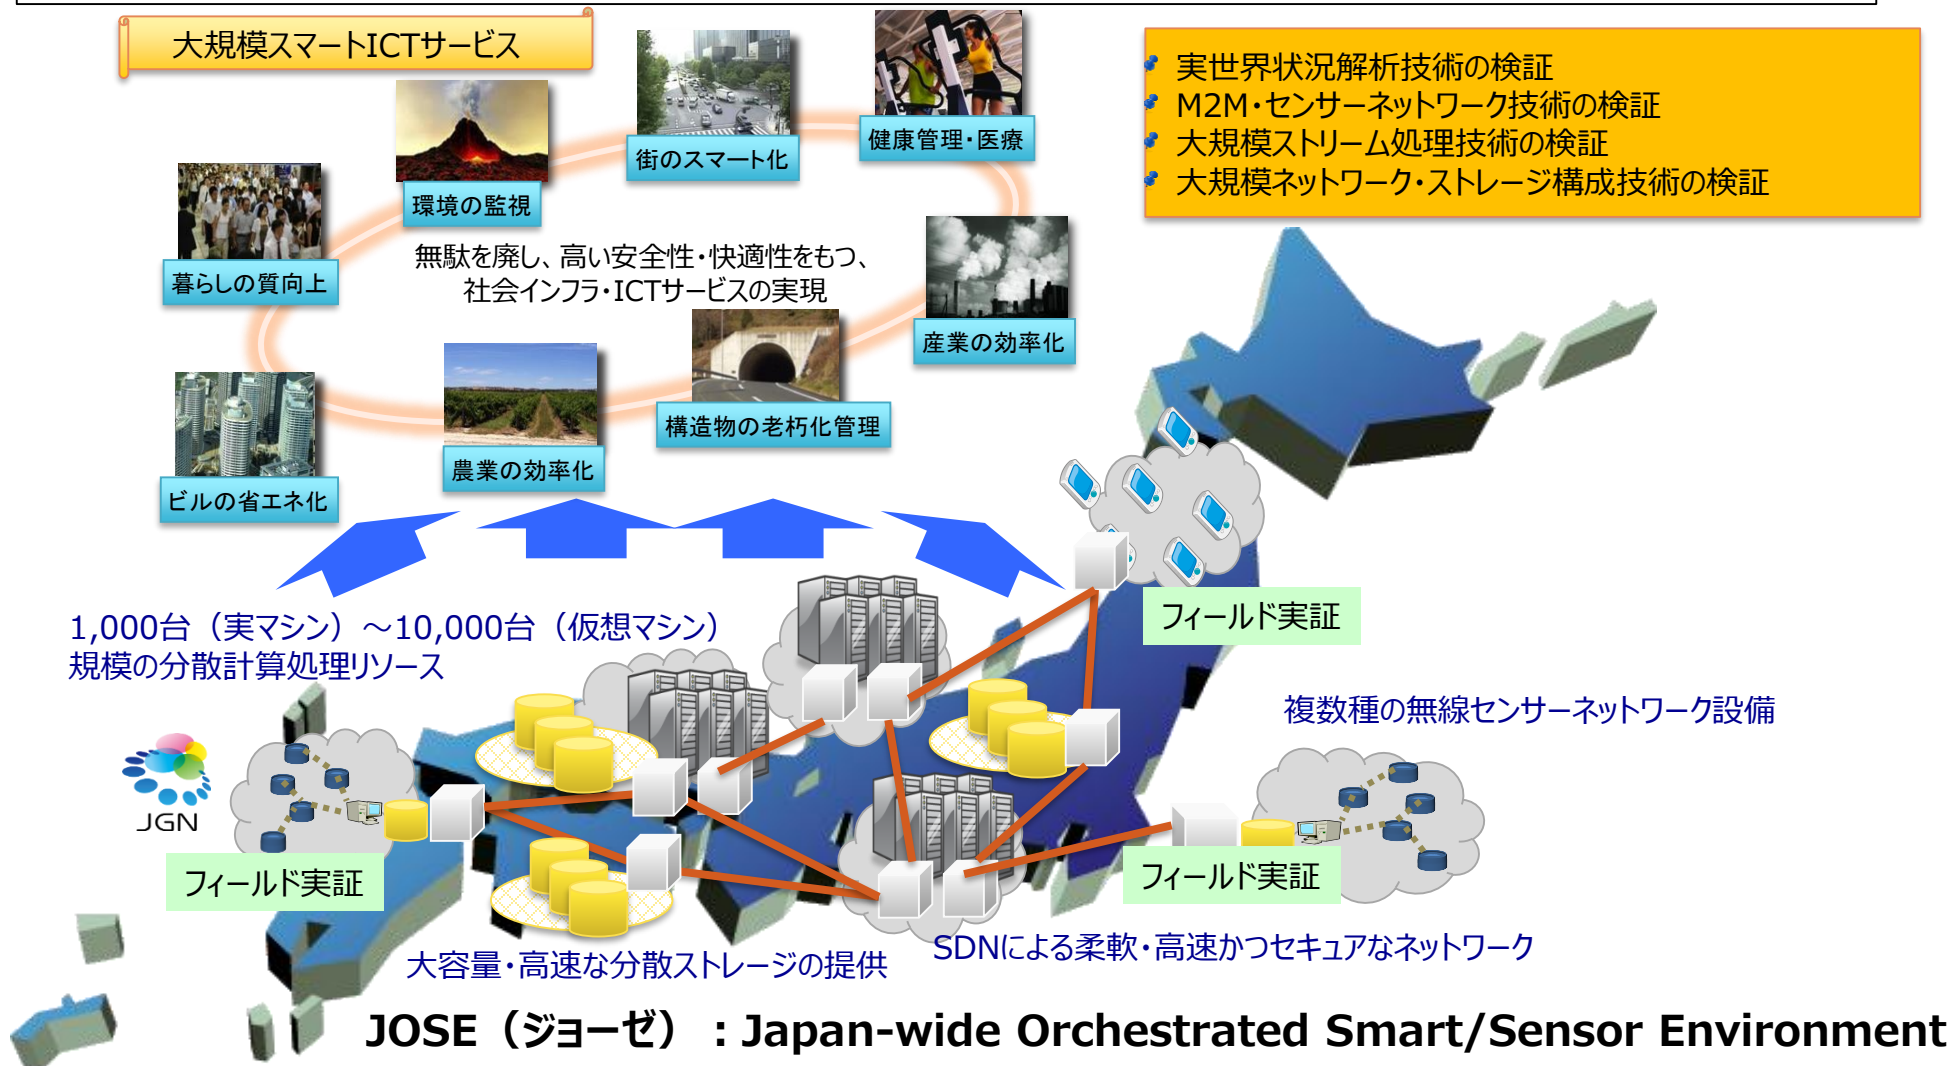 大規模スマートICTサービス
実世界状況解析技術の検証
M2M・センサーネットワーク技術の検証
大規模ストリーム処理技術の検証
大規模ネットワーク・ストレージ構成技術の検証
健康管理・医療
街のスマート化
環境の監視
暮らしの質向上
無駄を廃し、高い安全性・快適性をもつ、
社会インフラ・ICTサービスの実現
産業の効率化
構造物の老朽化管理
農業の効率化
ビルの省エネ化
1,000台（実マシン）～10,000台（仮想マシン）
規模の分散計算処理リソース
フィールド実証
複数種の無線センサーネットワーク設備
JGN
フィールド実証
フィールド実証
大容量・高速な分散ストレージの提供
SDNによる柔軟・高速かつセキュアなネットワーク
JOSE（ジョーゼ）：Japan-wide Orchestrated Smart/Sensor Environment